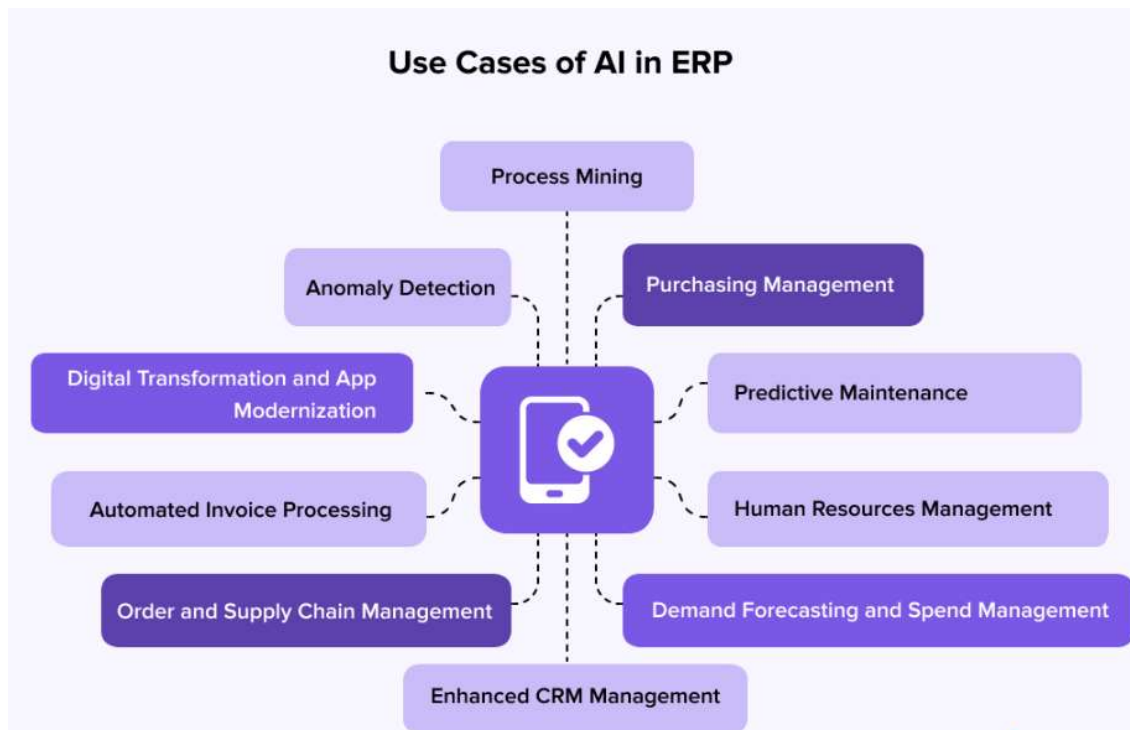 Use Cases of AI in ERP
Process Mining
Anomaly Detection
Purchasing Management
Digital Transformation and App
Modernization
Predictive Maintenance
Automated Invoice Processing
Human Resources Management
Order and Supply Chain Management
Demand Forecasting and Spend Management
Enhanced CRM Management